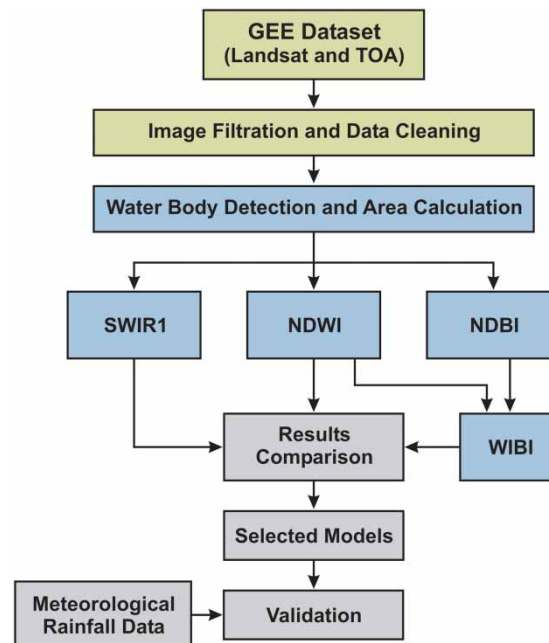 GEE Dataset
(Landsat and TOA)
Image Filtration and Data Cleaning
Water Body Detection and Area Calculation
SWIR1
NDWI
NDBI
Results
Comparison
WIBI
Selected Models
Meteorological
Rainfall Data
Validation